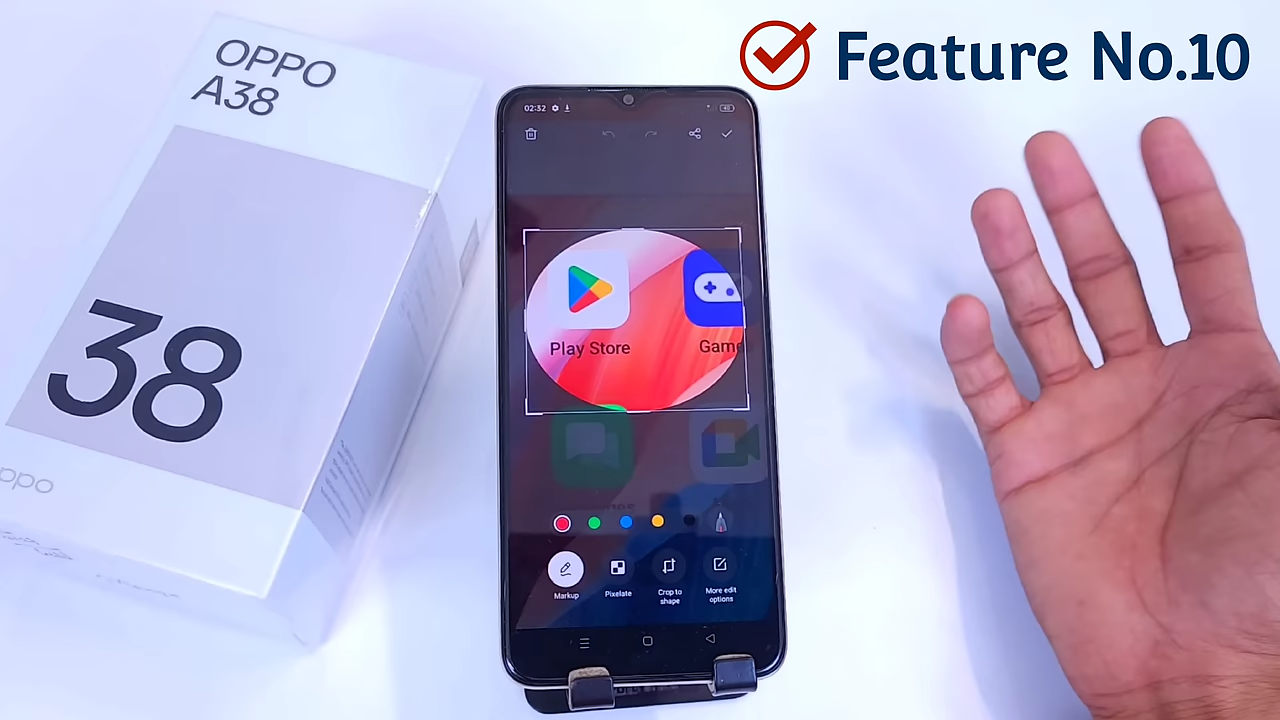 Feature No.10
OPPO
A38
38
oppo
02:32
40
Play Store
Game
Markup
Pixelate
Crop to
shape
More edit
options